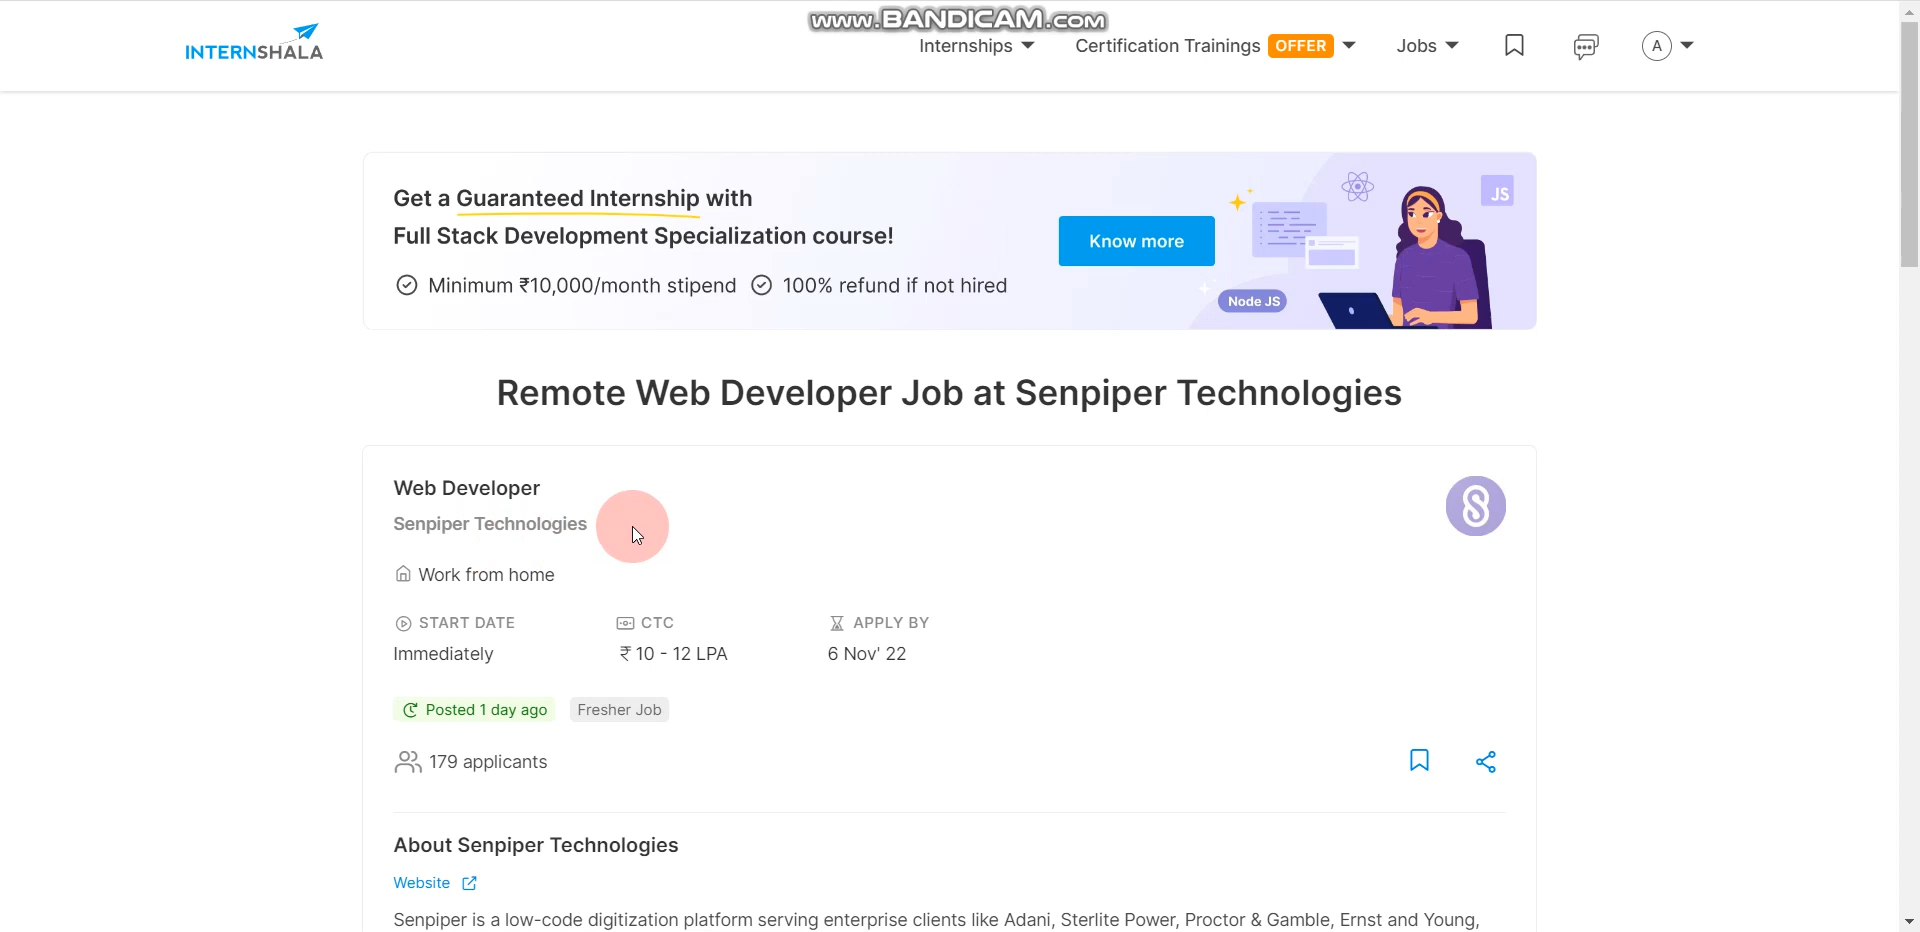 www.BANDICAM.com
INTERNSHALA
Internships
Certification Trainings OFFER
Jobs
A
Get a Guaranteed Internship with
Full Stack Development Specialization course!
Minimum ₹10,000/month stipend 100% refund if not hired
Know more
JS
Node JS
Remote Web Developer Job at Senpiper Technologies
Web Developer
Senpiper Technologies
Work from home
START DATE CTC APPLY BY
Immediately ₹ 10 - 12 LPA 6 Nov' 22
Posted 1 day ago Fresher Job
179 applicants
About Senpiper Technologies
Website
Senpiper is a low-code digitization platform serving enterprise clients like Adani, Sterlite Power, Proctor & Gamble, Ernst and Young,